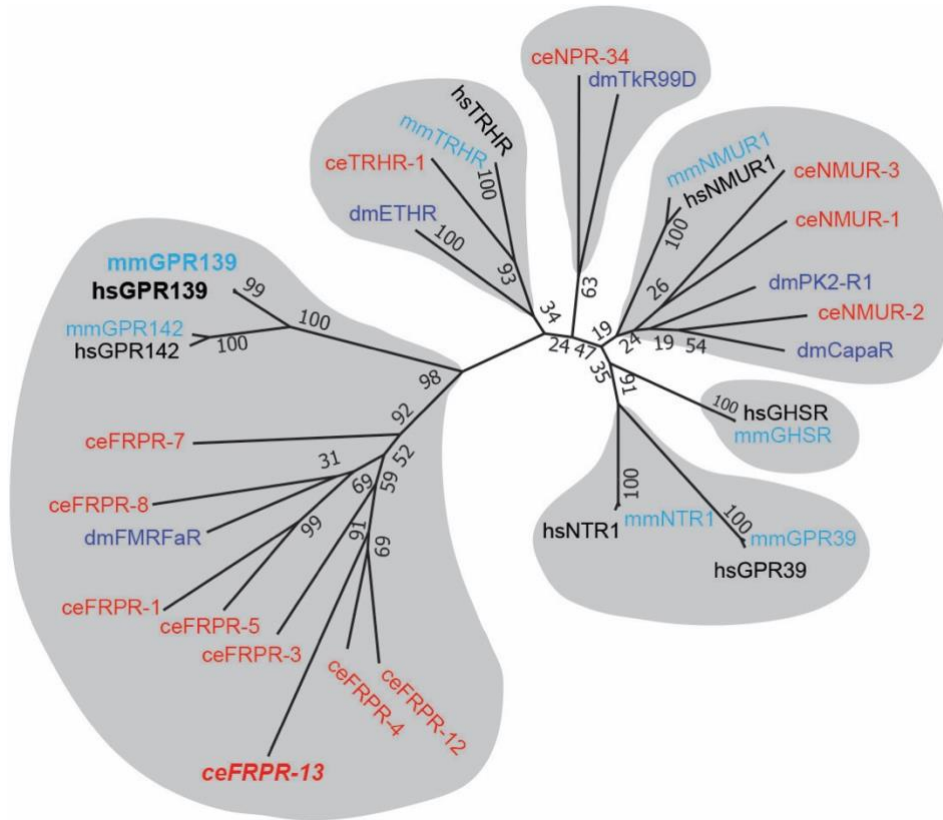 ceNPR-34
dmTkR99D
hsTRHR
mmTRHR
ceTRHR-1
100
dmETHR
100
93
34
63
24
47
mmNMUR1
hsNMUR1
100
ceNMUR-3
ceNMUR-1
26
dmPK2-R1
ceNMUR-2
dmCapaR
19
24
19
54
35
91
100
hsGHSR
mmGHSR
100
hsNTR1
mmNTR1
100
mmGPR39
hsGPR39
mmGPR139
hsGPR139
99
mmGPR142
hsGPR142
100
100
98
92
ceFRPR-7
52
31
69
59
ceFRPR-8
dmFMRFaR
99
91
69
ceFRPR-1
ceFRPR-5
ceFRPR-3
ceFRPR-4
ceFRPR-12
ceFRPR-13